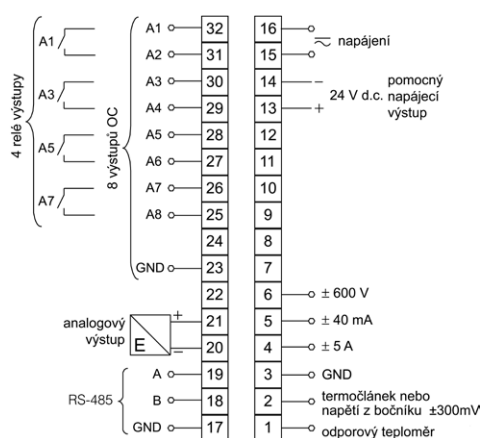 A1 32 16
A2 31 15 napájení
A3 30 14 –
A4 29 13 + 24 V d.c. pomocný napájecí výstup
A5 28 12
A6 27 11
A7 26 10
A8 25 9
24 8
GND 23 7
22 6 ± 600 V
+ 21 5 ± 40 mA
– 20 4 ± 5 A
A 19 3 GND
B 18 2 termočlánek nebo
napětí z bočníku ±300mV
GND 17 1 odporový teploměr
4 relé výstupy
A1
A3
A5
A7
8 výstupů OC
analogový
výstup
E
RS-485